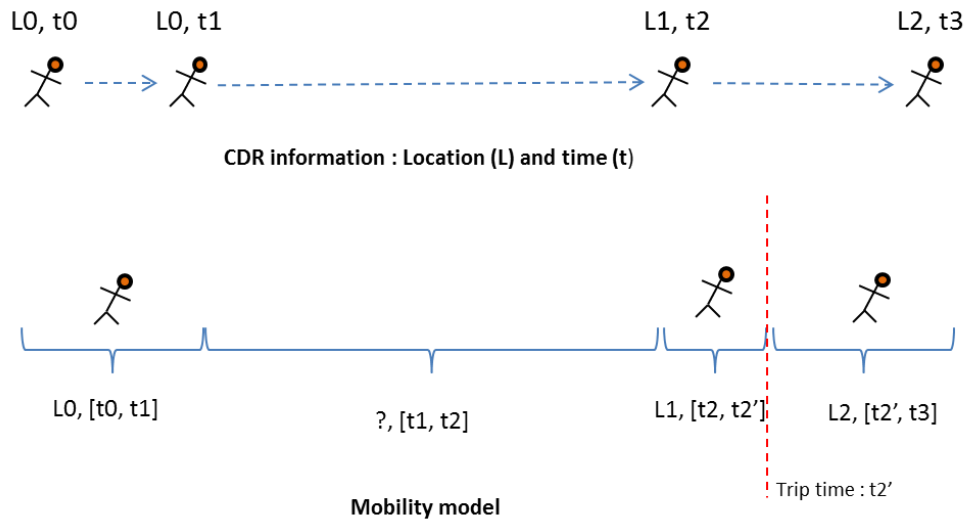 L0, t0
L0, t1
L1, t2
L2, t3
CDR information : Location (L) and time (t)
L0, [t0, t1]
?, [t1, t2]
L1, [t2, t2’]
L2, [t2’, t3]
Trip time : t2’
Mobility model